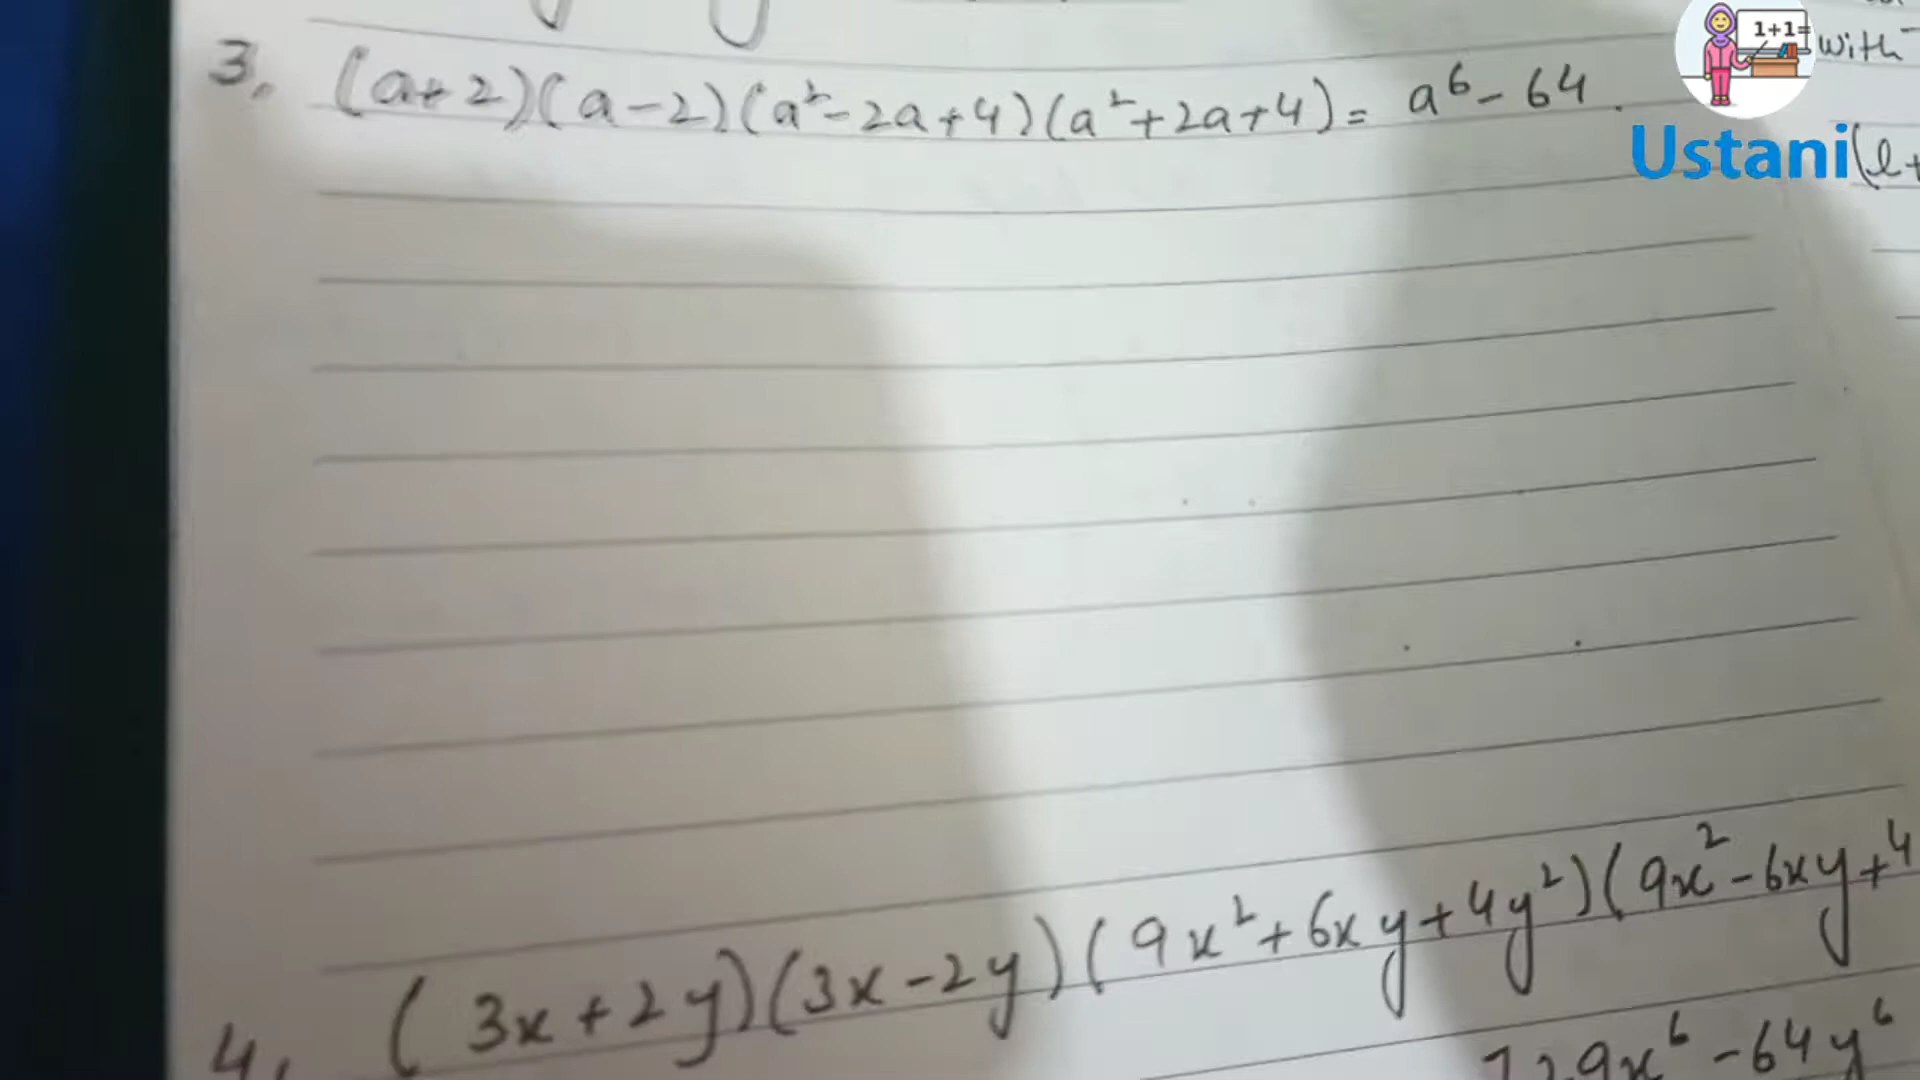 3. (a+2)(a-2)(a²-2a+4)(a²+2a+4) = a⁶-64.
1+1=
with
Ustani
(l+
4. (3x+2y)(3x-2y)(9x²+6xy+4y²)(9x²-6xy+4
729x⁶-64y⁶